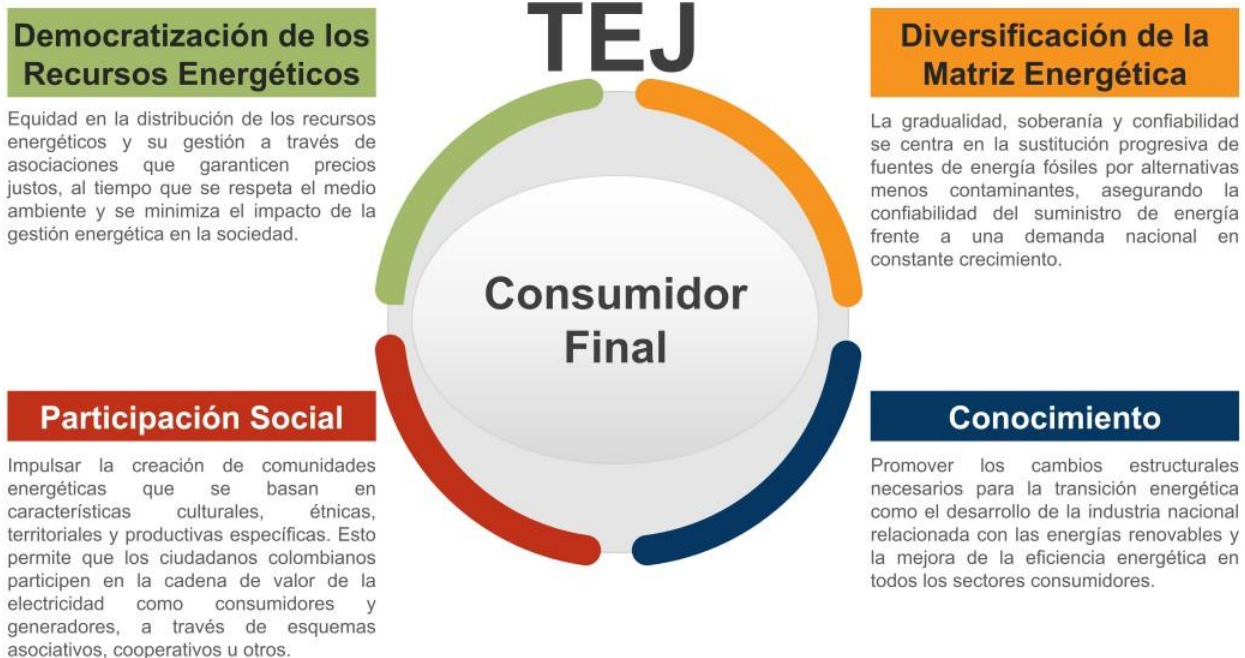 TEJ
Democratización de los
Recursos Energéticos
Equidad en la distribución de los recursos
energéticos y su gestión a través de
asociaciones que garanticen precios
justos, al tiempo que se respeta el medio
ambiente y se minimiza el impacto de la
gestión energética en la sociedad.
Diversificación de la
Matriz Energética
La gradualidad, soberanía y confiabilidad
se centra en la sustitución progresiva de
fuentes de energía fósiles por alternativas
menos contaminantes, asegurando la
confiabilidad del suministro de energía
frente a una demanda nacional en
constante crecimiento.
Consumidor
Final
Participación Social
Impulsar la creación de comunidades
energéticas que se basan en
características culturales, étnicas,
territoriales y productivas específicas. Esto
permite que los ciudadanos colombianos
participen en la cadena de valor de la
electricidad como consumidores y
generadores, a través de esquemas
asociativos, cooperativos u otros.
Conocimiento
Promover los cambios estructurales
necesarios para la transición energética
como el desarrollo de la industria nacional
relacionada con las energías renovables y
la mejora de la eficiencia energética en
todos los sectores consumidores.